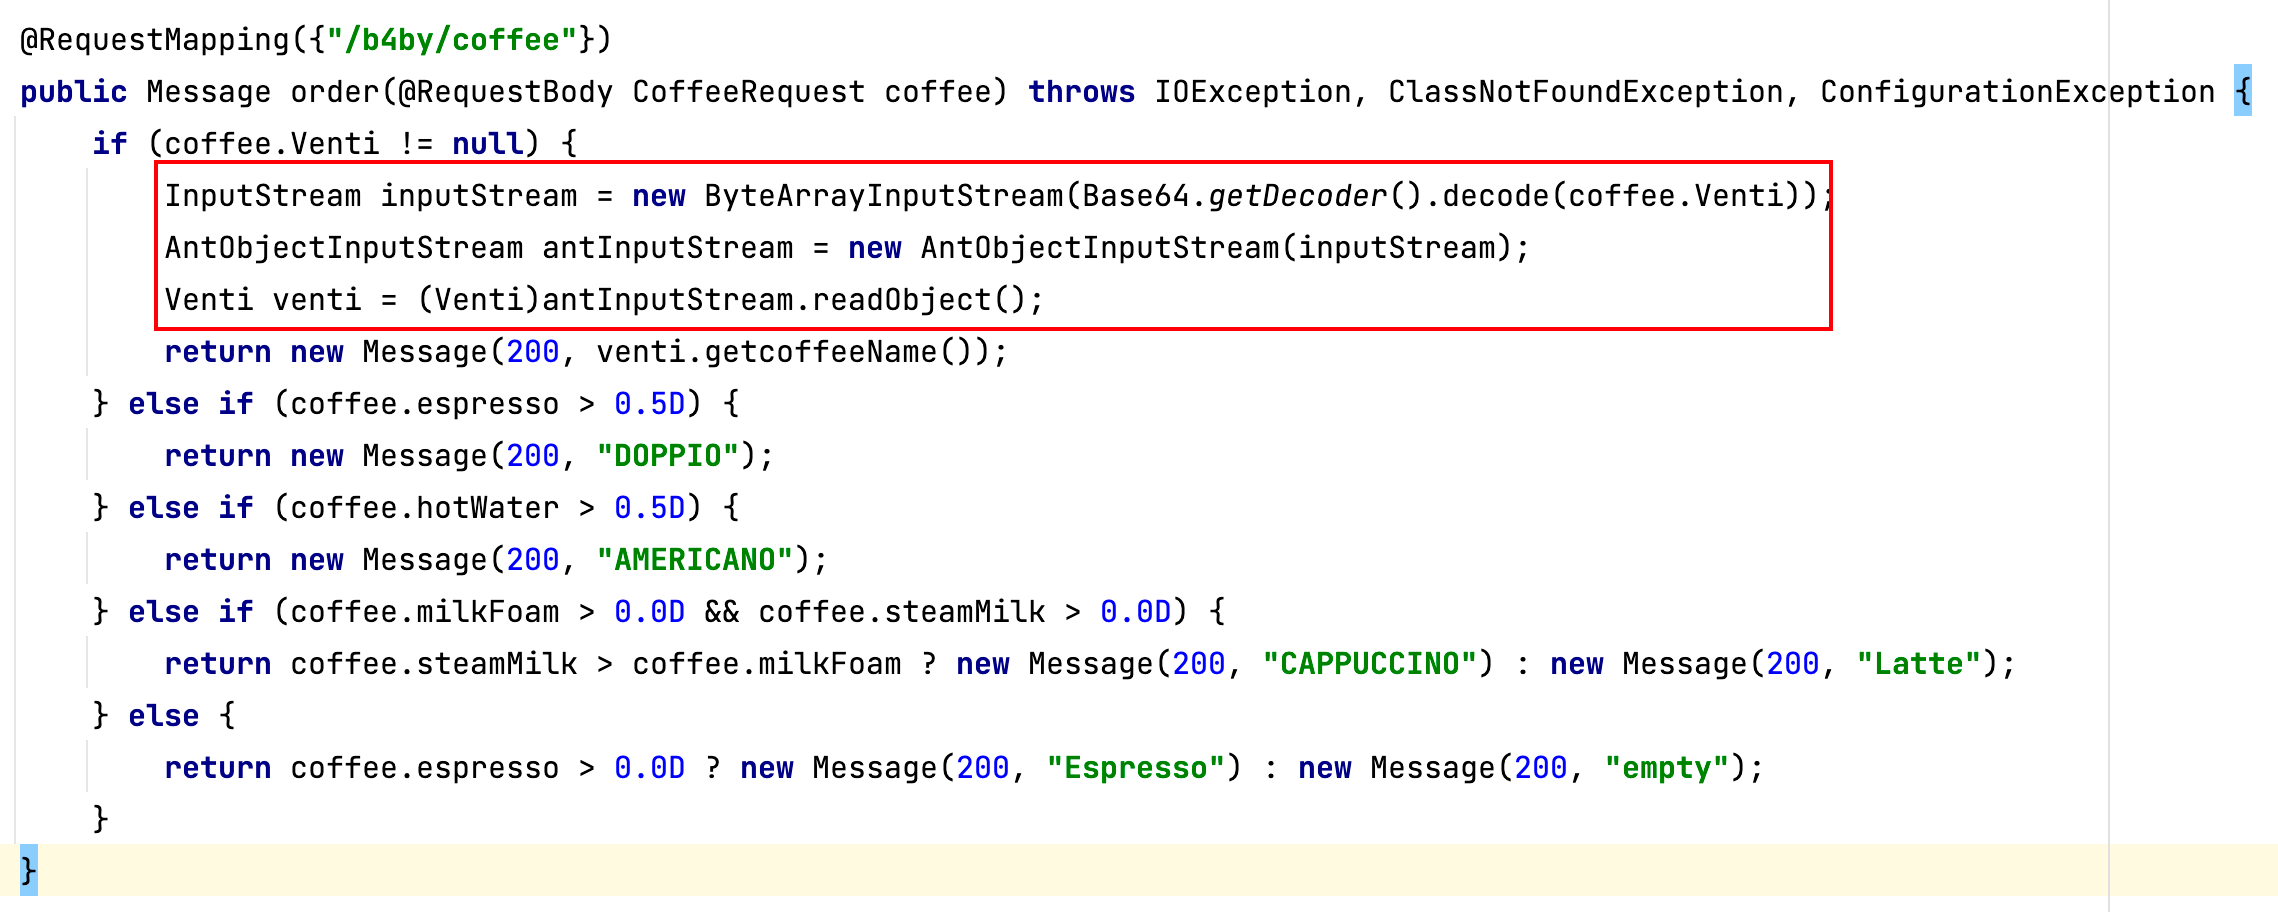 @RequestMapping({"/b4by/coffee"})
public Message order(@RequestBody CoffeeRequest coffee) throws IOException, ClassNotFoundException, ConfigurationException {
    if (coffee.Venti != null) {
        InputStream inputStream = new ByteArrayInputStream(Base64.getDecoder().decode(coffee.Venti));
        AntObjectInputStream antInputStream = new AntObjectInputStream(inputStream);
        Venti venti = (Venti)antInputStream.readObject();
        return new Message(200, venti.getcoffeeName());
    } else if (coffee.espresso > 0.5D) {
        return new Message(200, "DOPPIO");
    } else if (coffee.hotWater > 0.5D) {
        return new Message(200, "AMERICANO");
    } else if (coffee.milkFoam > 0.0D && coffee.steamMilk > 0.0D) {
        return coffee.steamMilk > coffee.milkFoam ? new Message(200, "CAPPUCCINO") : new Message(200, "Latte");
    } else {
        return coffee.espresso > 0.0D ? new Message(200, "Espresso") : new Message(200, "empty");
    }
}